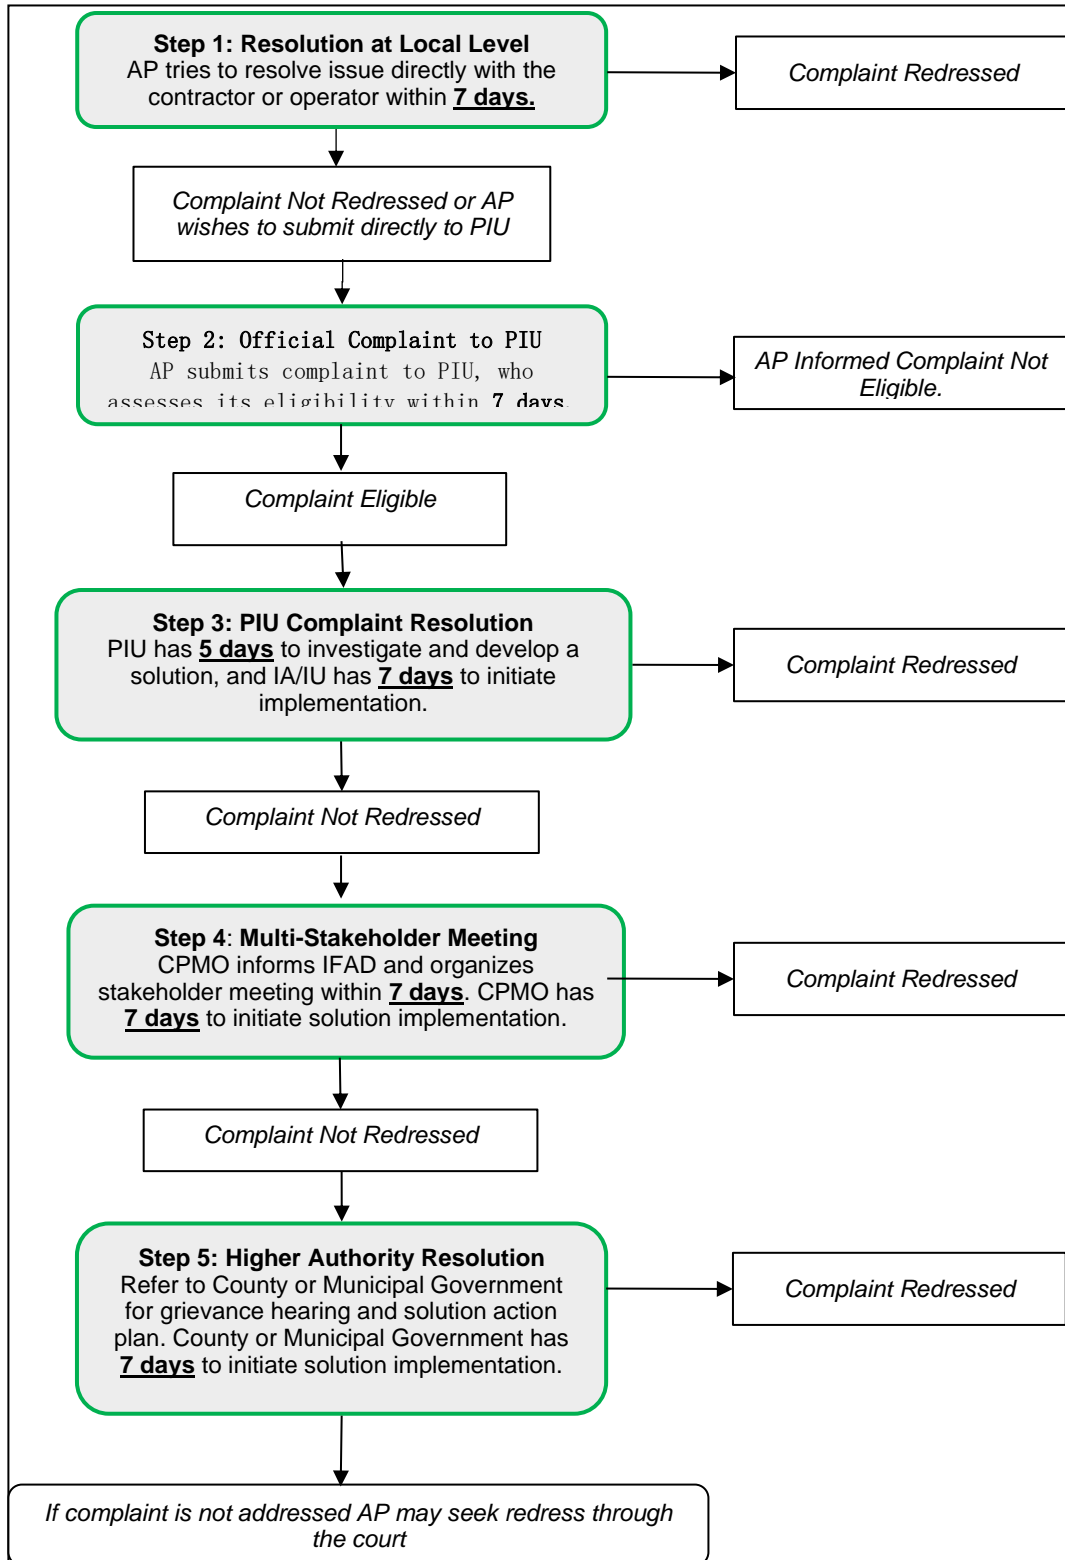 Step 1: Resolution at Local Level
AP tries to resolve issue directly with the
contractor or operator within 7 days.
Complaint Redressed
Complaint Not Redressed or AP
wishes to submit directly to PIU
Step 2: Official Complaint to PIU
AP submits complaint to PIU, who
assesses its eligibility within 7 days.
AP Informed Complaint Not
Eligible.
Complaint Eligible
Step 3: PIU Complaint Resolution
PIU has 5 days to investigate and develop a
solution, and IA/IU has 7 days to initiate
implementation.
Complaint Redressed
Complaint Not Redressed
Step 4: Multi-Stakeholder Meeting
CPMO informs IFAD and organizes
stakeholder meeting within 7 days. CPMO has
7 days to initiate solution implementation.
Complaint Redressed
Complaint Not Redressed
Step 5: Higher Authority Resolution
Refer to County or Municipal Government
for grievance hearing and solution action
plan. County or Municipal Government has
7 days to initiate solution implementation.
Complaint Redressed
If complaint is not addressed AP may seek redress through
the court